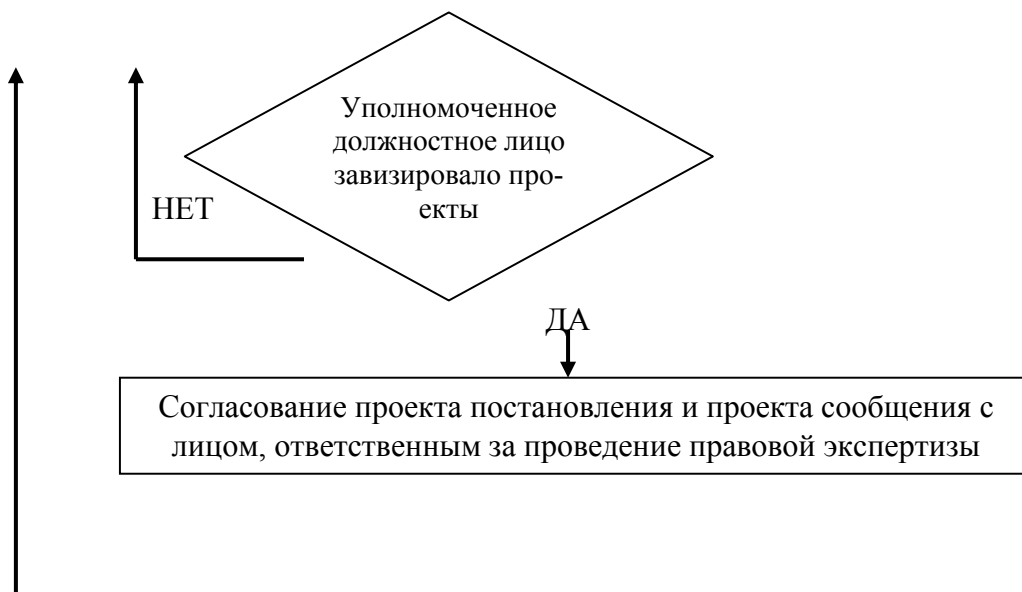 Уполномоченное
должностное лицо
завизировало про-
екты
НЕТ
ДА
Согласование проекта постановления и проекта сообщения с
лицом, ответственным за проведение правовой экспертизы